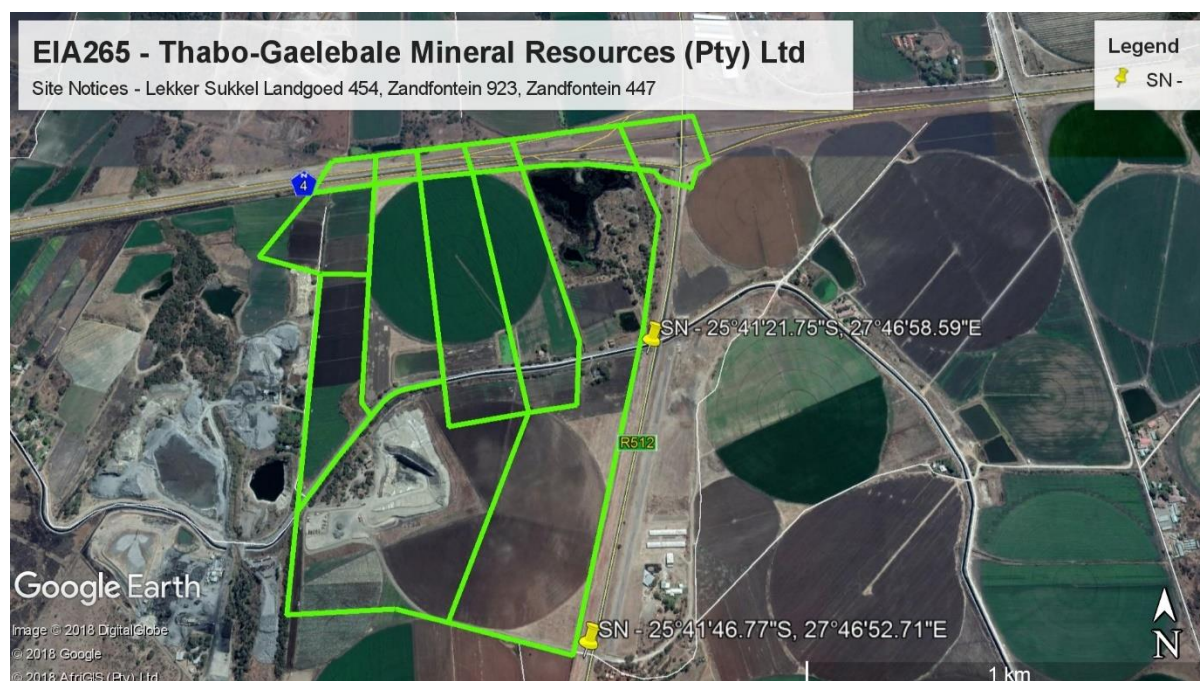 EIA265 - Thabo-Gaelebale Mineral Resources (Pty) Ltd
Site Notices - Lekker Sukkel Landgoed 454, Zandfontein 923, Zandfontein 447
Legend
SN -
N
4
SN - 25°41'21.75"S, 27°46'58.59"E
R512
SN - 25°41'46.77"S, 27°46'52.71"E
Google Earth
Image © 2018 DigitalGlobe
© 2018 Google
© 2018 AfriGIS (Pty) Ltd.
N
1 km